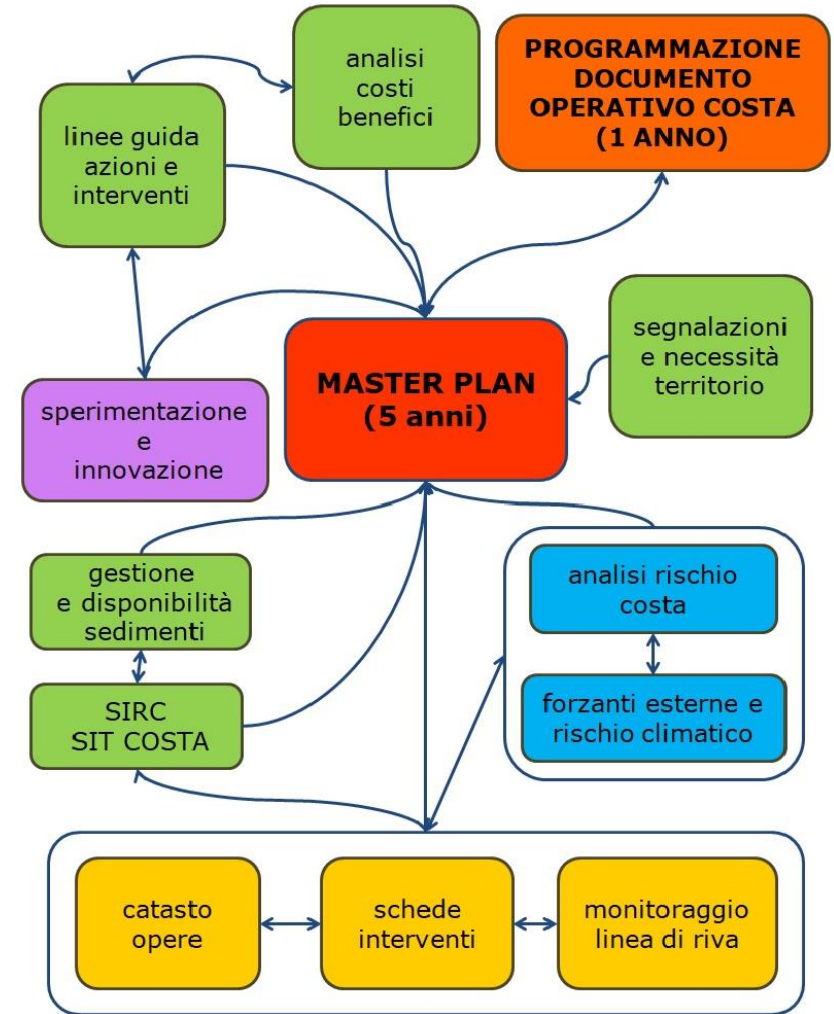 analisi
costi
benefici
PROGRAMMAZIONE
DOCUMENTO
OPERATIVO COSTA
(1 ANNO)
linee guida
azioni e
interventi
segnalazioni
e necessità
territorio
MASTER PLAN
(5 anni)
sperimentazione
e
innovazione
gestione
e disponibilità
sedimenti
analisi rischio
costa
SIRC
SIT COSTA
forzanti esterne e
rischio climatico
catasto
opere
schede
interventi
monitoraggio
linea di riva